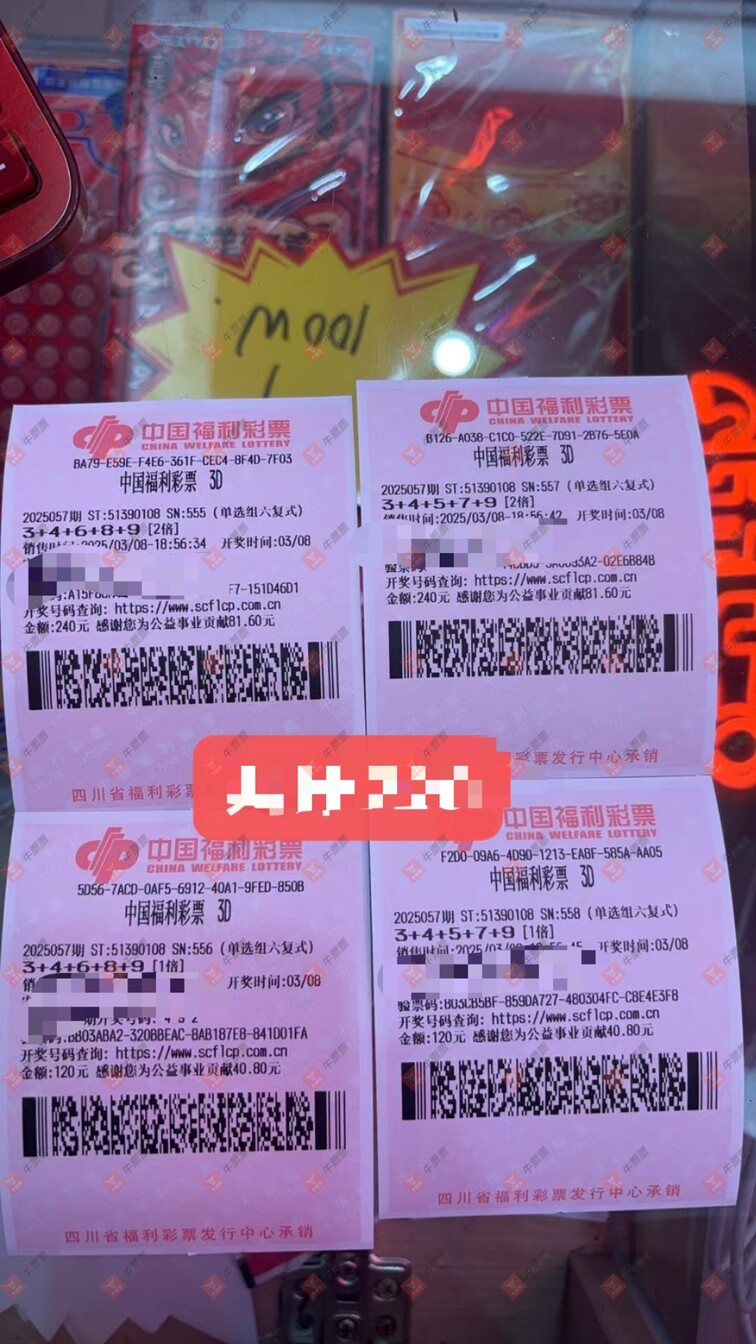 100W
中国福利彩票
CHINA WELFARE LOTTERY
BA79-E59E-F4E6-361F-CEC4-8F4D-7F03
中国福利彩票 3D
2025057期 ST:51390108 SN:555 (单选组六复式)
3+4+6+8+9 [2倍]
销售时间:2025/03/08-18:56:34 开奖时间:03/08
F7-151D46D1
开奖号码查询: https://www.scflcp.com.cn
金额:240元 感谢您为公益事业贡献81.60元
四川省福利彩票
中国福利彩票
CHINA WELFARE LOTTERY
B126-A03B-C1C0-522E-7D91-2B76-5E0A
中国福利彩票 3D
2025057期 ST:51390108 SN:557 (单选组六复式)
3+4+5+7+9 [2倍]
销售时间:2025/03/08-18:56:42 开奖时间:03/08
验票码: A2-02E6B84B
开奖号码查询: https://www.scflcp.com.cn
金额:240元 感谢您为公益事业贡献81.60元
彩票发行中心承销
中国福利彩票
CHINA WELFARE LOTTERY
5D56-7ACD-0AF5-6912-40A1-9FED-850B
中国福利彩票 3D
2025057期 ST:51390108 SN:556 (单选组六复式)
3+4+6+8+9 [1倍]
销 开奖时间:03/08
BB03ABA2-320BBEAC-8AB187E8-841D01FA
开奖号码查询: https://www.scflcp.com.cn
金额:120元 感谢您为公益事业贡献40.80元
四川省福利彩票发行中心承销
中国福利彩票
CHINA WELFARE LOTTERY
F2D0-09A6-4D90-1213-EA8F-585A-AA05
中国福利彩票 3D
2025057期 ST:51390108 SN:558 (单选组六复式)
3+4+5+7+9 [1倍]
开奖时间:03/08
验票码:803CB5BF-859DA727-480304FC-C8E4E3F8
开奖号码查询: https://www.scflcp.com.cn
金额:120元 感谢您为公益事业贡献40.80元
四川省福利彩票发行中心承销